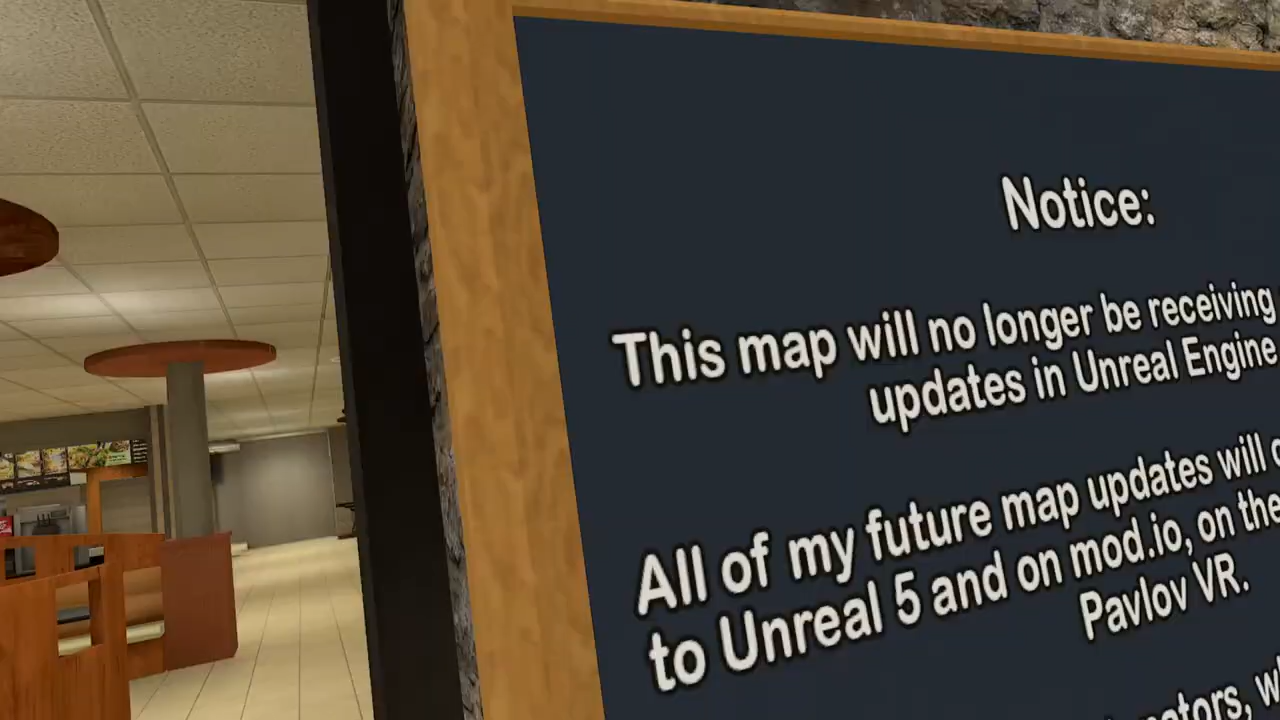 Notice:
This map will no longer be receiving
updates in Unreal Engine
All of my future map updates will
to Unreal 5 and on mod.io, on the
Pavlov VR.